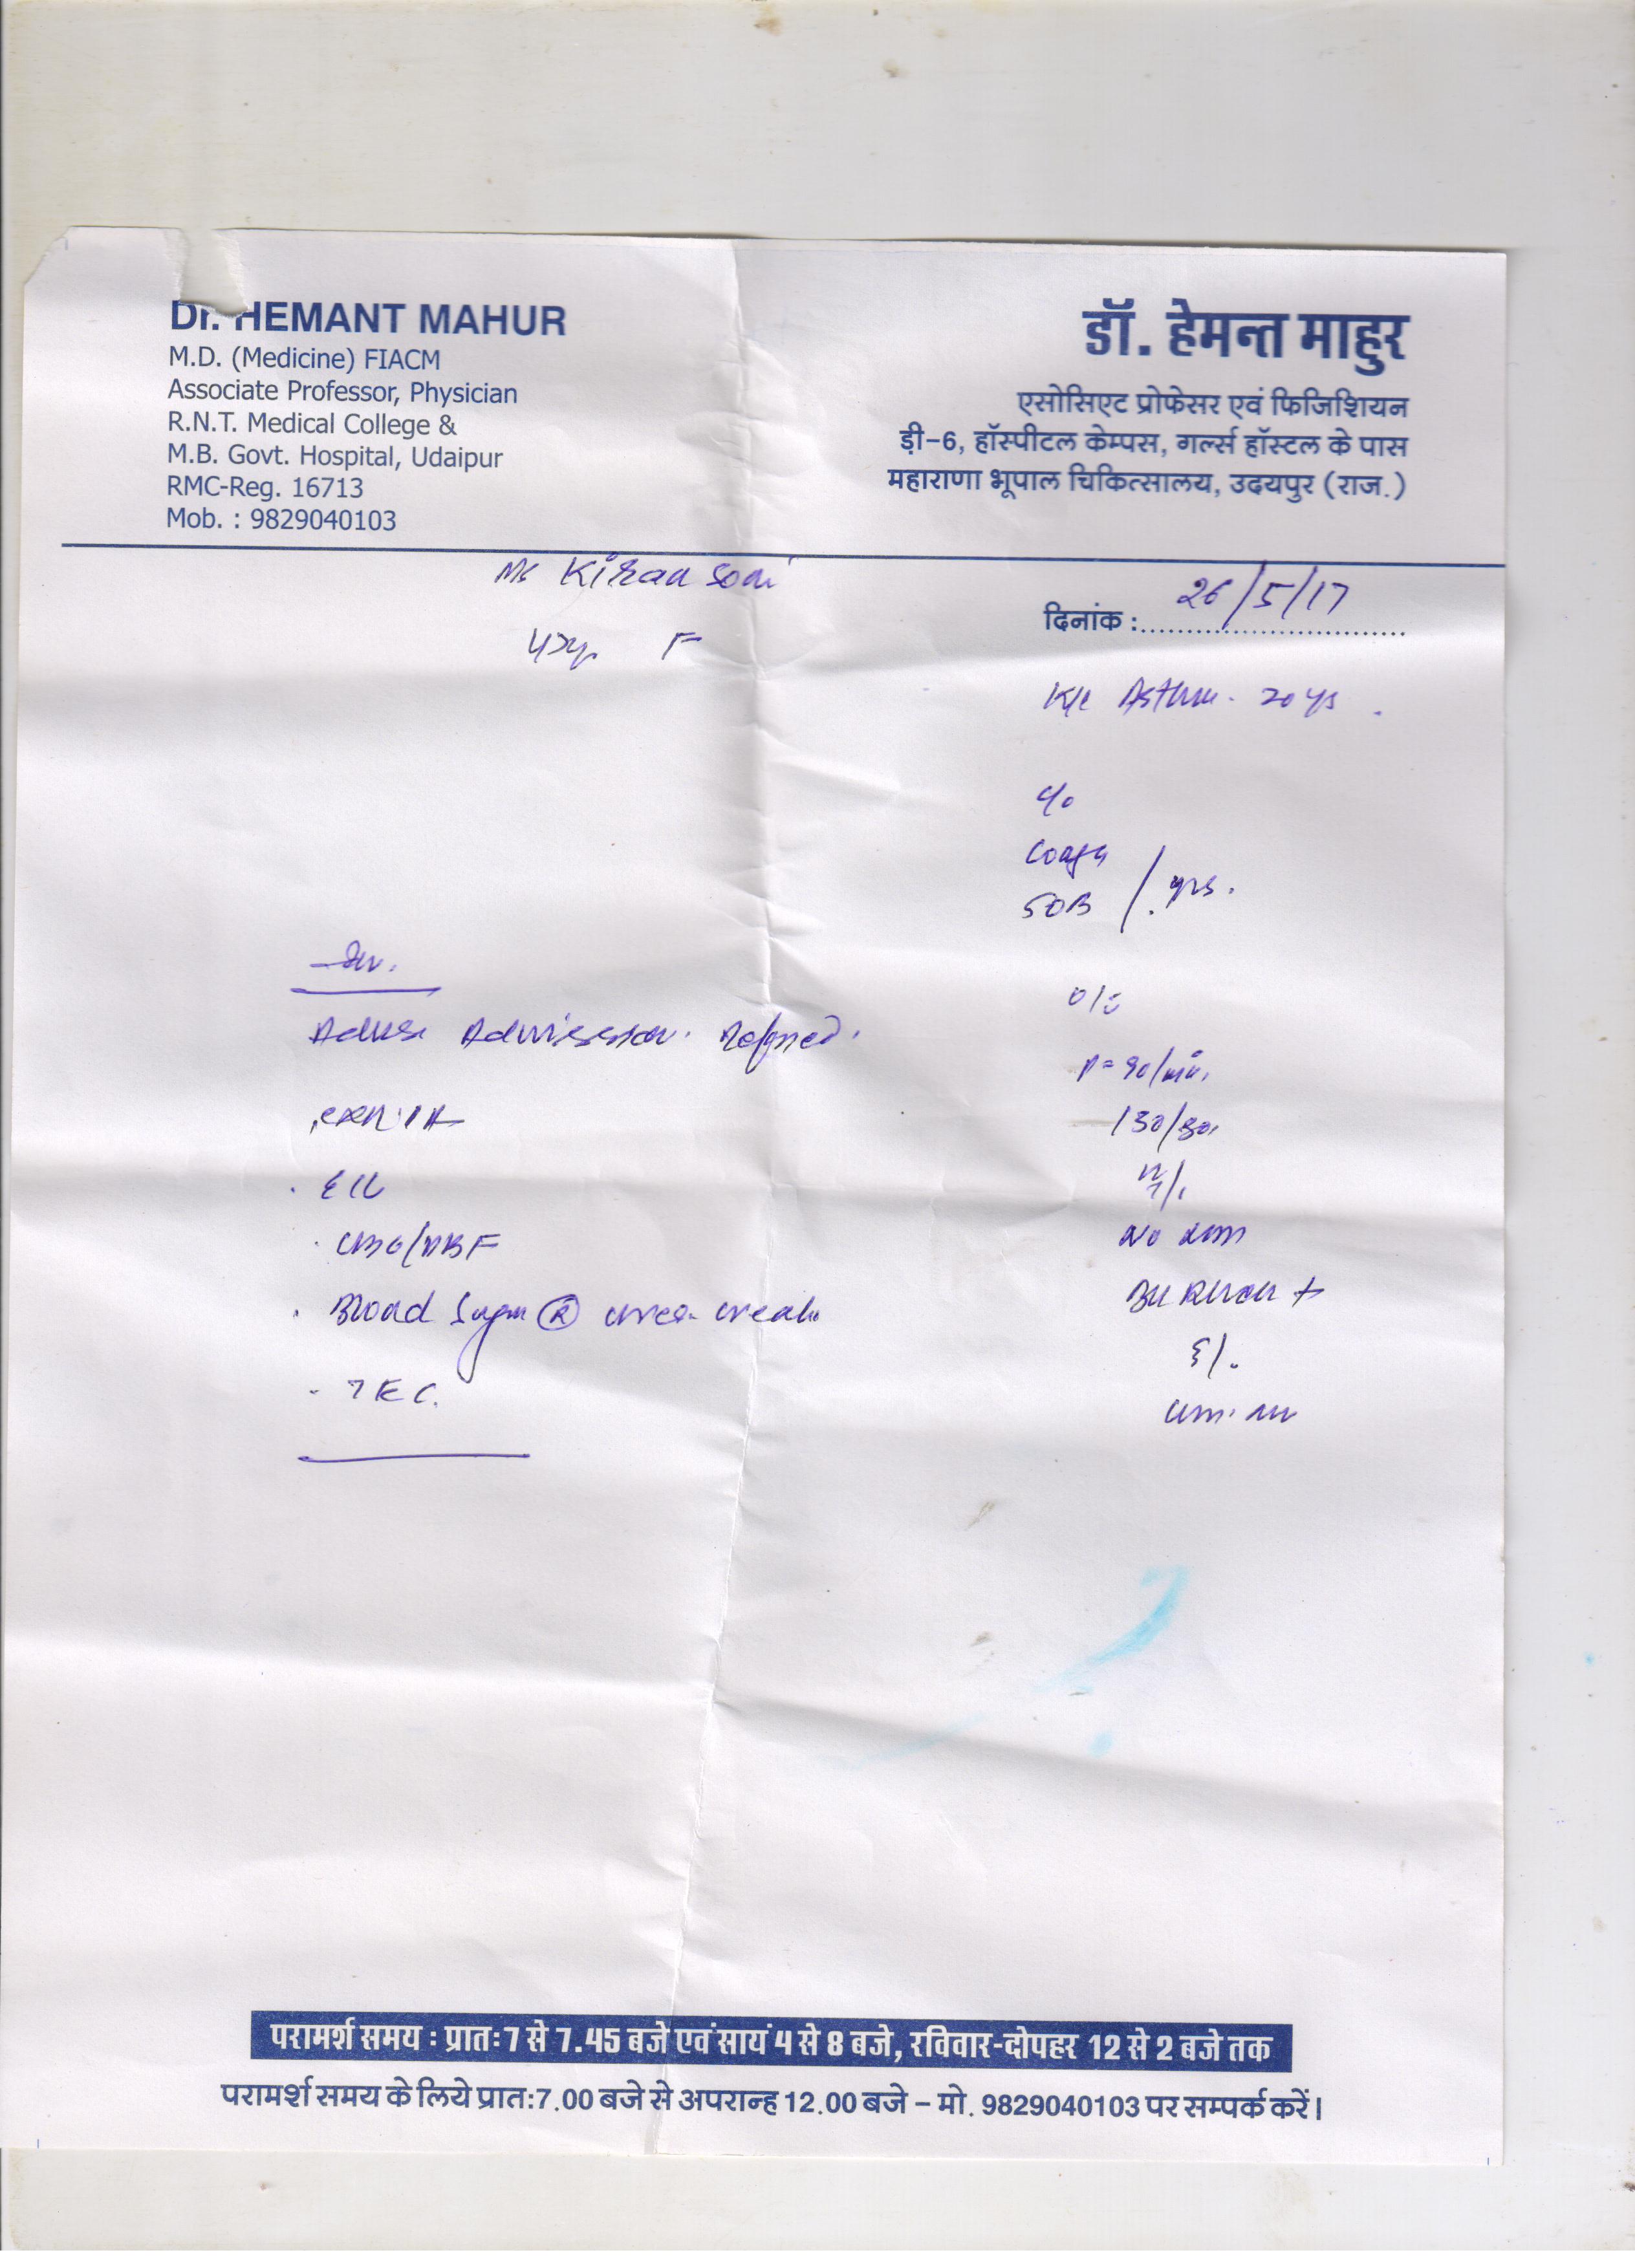 Dr. HEMANT MAHUR
M.D. (Medicine) FIACM
Associate Professor, Physician
R.N.T. Medical College &
M.B. Govt. Hospital, Udaipur
RMC-Reg. 16713
Mob. : 9829040103
डॉ. हेमन्त माहुर
एसोसिएट प्रोफेसर एवं फिजिशियन
ड़ी-6, हॉस्पीटल केम्पस, गर्ल्स हॉस्टल के पास
महाराणा भूपाल चिकित्सालय, उदयपुर (राज.)
Kiran Soni
F
दिनांक : 26/5/17
K/c Asthma 20 yrs
c/o
Cough
SOB / yrs.
O/E
P = 90/min
130/80
Inv.
Advise Admission. Refused.
CBC/PBF
Blood Sugar (R) urea creat
TEC.
परामर्श समय : प्रातः 7 से 7.45 बजे एवं सायं 4 से 8 बजे, रविवार-दोपहर 12 से 2 बजे तक
परामर्श समय के लिये प्रातः 7.00 बजे से अपरान्ह 12.00 बजे – मो. 9829040103 पर सम्पर्क करें।